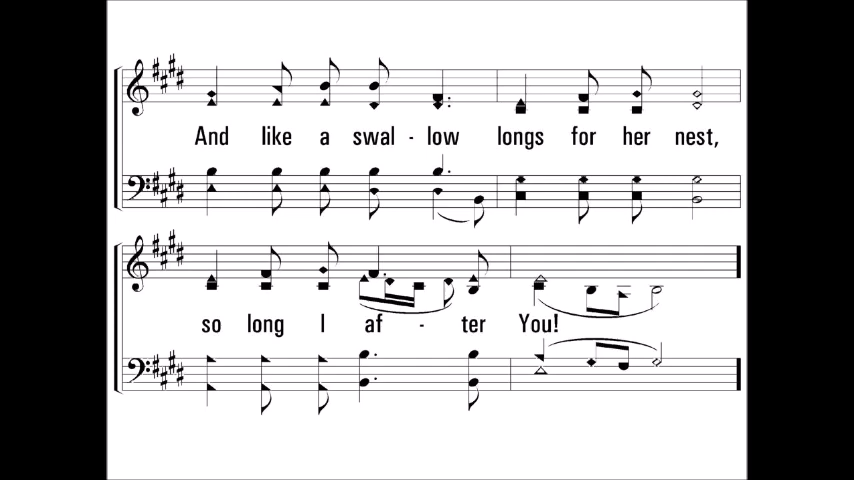 And like a swal - low longs for her nest,
so long I af - ter You!